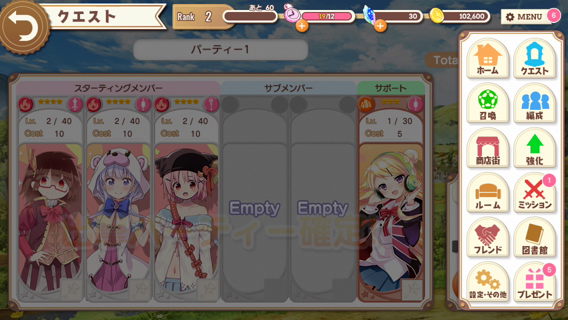 クエスト
Rank 2
あと 60
19/12
30
102,600
MENU 6
パーティー1
Tota
スターティングメンバー
サブメンバー
サポート
Lv. 2 / 40
Cost 10
Lv. 2 / 40
Cost 10
Lv. 2 / 40
Cost 10
Empty
Empty
Lv. 1 / 30
Cost 5
ティー確定
ホーム
クエスト
召喚
編成
商店街
強化
ルーム
ミッション
1
フレンド
図書館
設定・その他
プレゼント
5